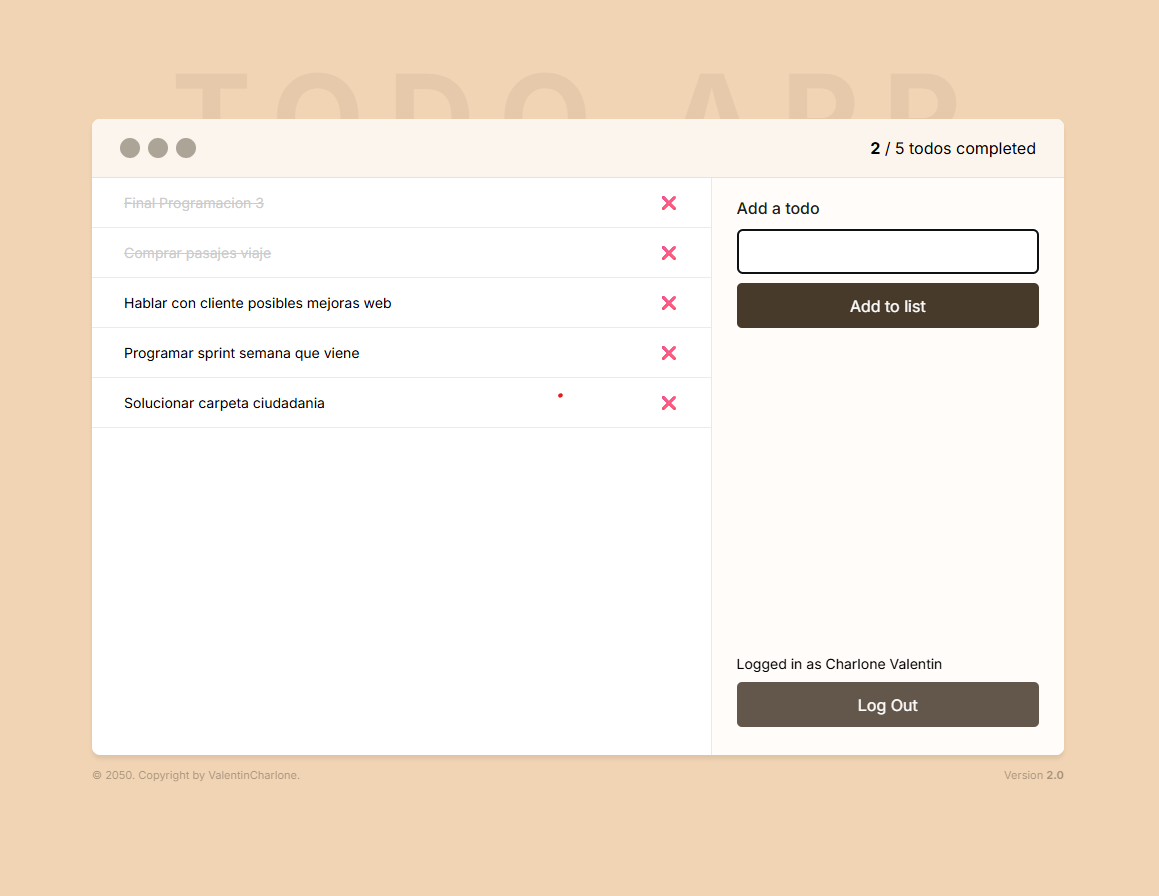 TODO APP
2 / 5 todos completed
Final Programacion 3
Comprar pasajes viaje
Hablar con cliente posibles mejoras web
Programar sprint semana que viene
Solucionar carpeta ciudadania
Add a todo
Add to list
Logged in as Charlone Valentin
Log Out
© 2050. Copyright by ValentinCharlone.
Version 2.0